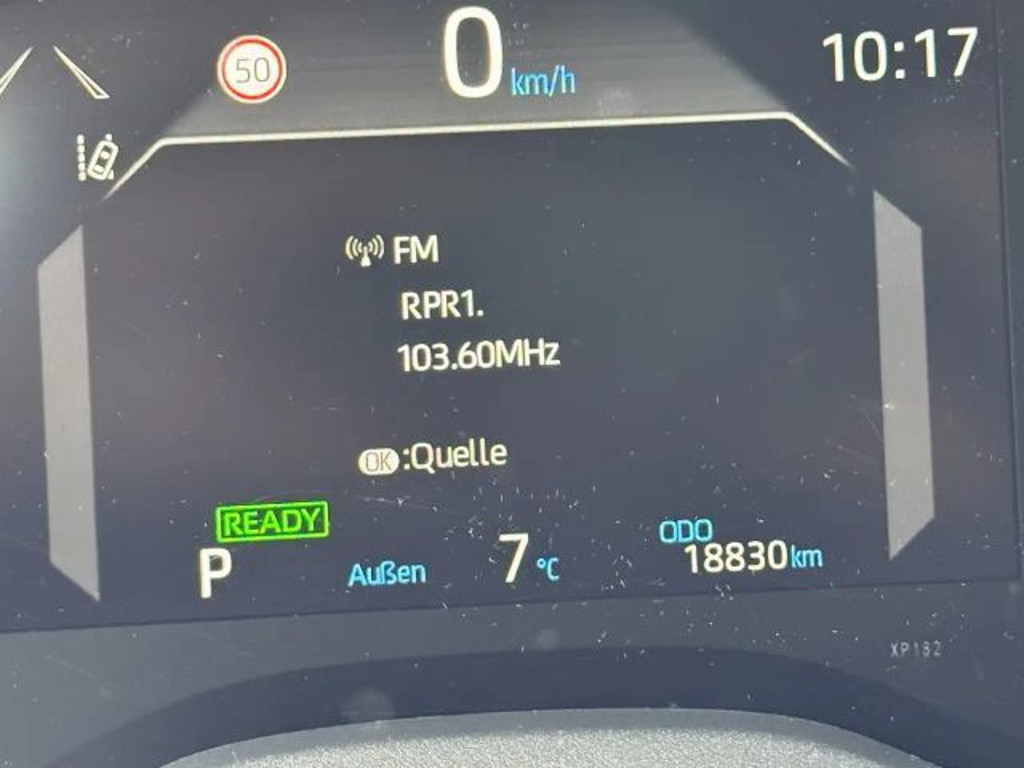 50
0 km/h
10:17
FM
RPR1.
103.60MHz
OK :Quelle
READY
P
Außen 7 °C
ODO
18830 km
XP182